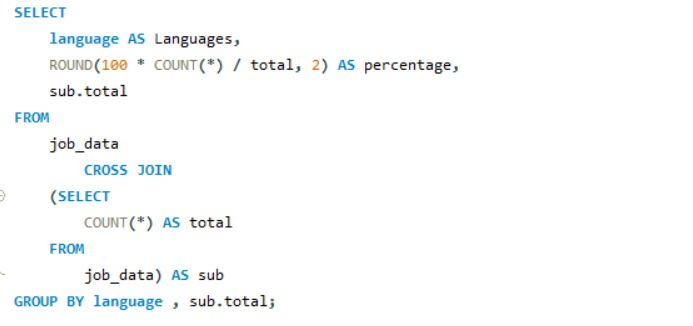 SELECT
language AS Languages,
ROUND(100 * COUNT(*) / total, 2) AS percentage,
sub.total
FROM
job_data
CROSS JOIN
(SELECT
COUNT(*) AS total
FROM
job_data) AS sub
GROUP BY language , sub.total;